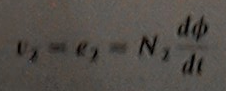 v₂ = e₂ = N₂ dϕ/dt